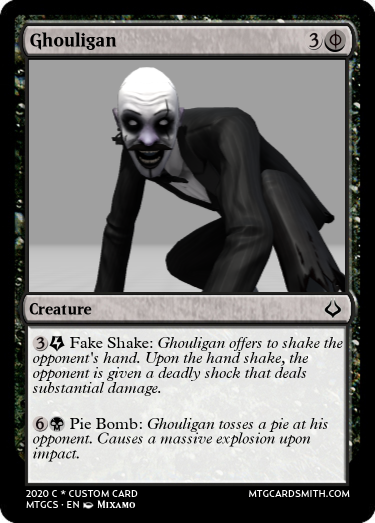 Ghouligan 3
Creature
3 Fake Shake: Ghouligan offers to shake the
opponent's hand. Upon the hand shake, the
opponent is given a deadly shock that deals
substantial damage.
6 Pie Bomb: Ghouligan tosses a pie at his
opponent. Causes a massive explosion upon
impact.
2020 C * CUSTOM CARD MTGCARDSMITH.COM
MTGCS · EN Mixamo